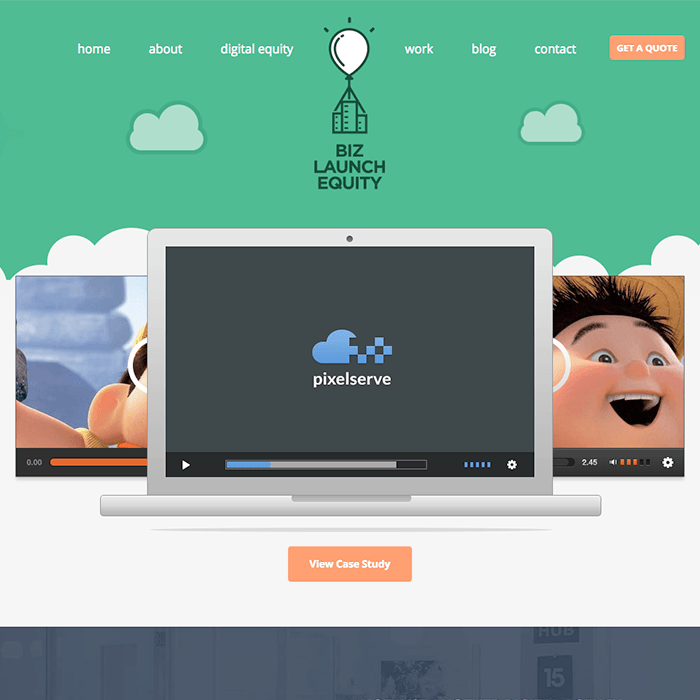 home about digital equity work blog contact GET A QUOTE
BIZ
LAUNCH
EQUITY
pixelserve
0.00
2.45
View Case Study
HUB
15